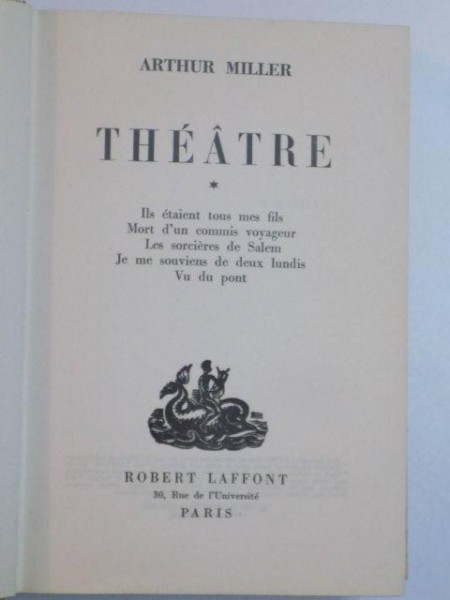 ARTHUR MILLER
THÉÂTRE
*
Ils étaient tous mes fils
Mort d'un commis voyageur
Les sorcières de Salem
Je me souviens de deux lundis
Vu du pont
ROBERT LAFFONT
30, Rue de l'Université
PARIS